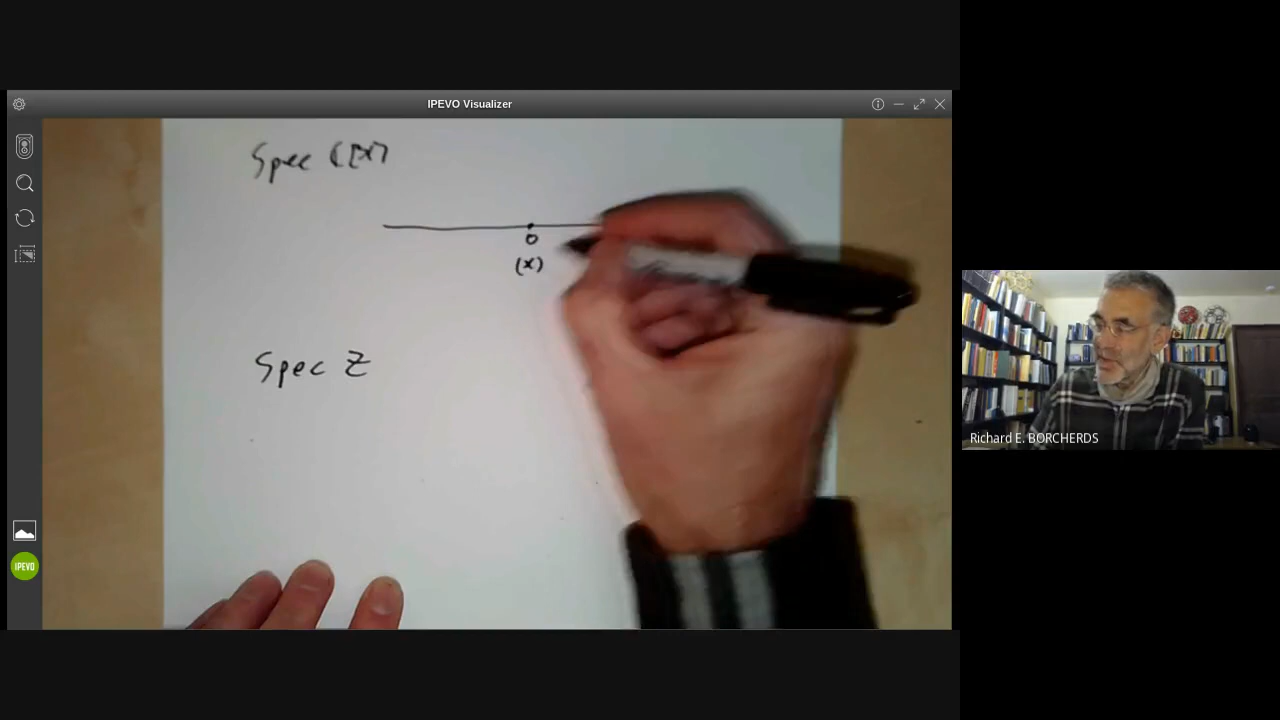 IPEVO Visualizer
Spec ℂ[x]
0
(x)
Spec Z
Richard E. BORCHERDS
IPEVO